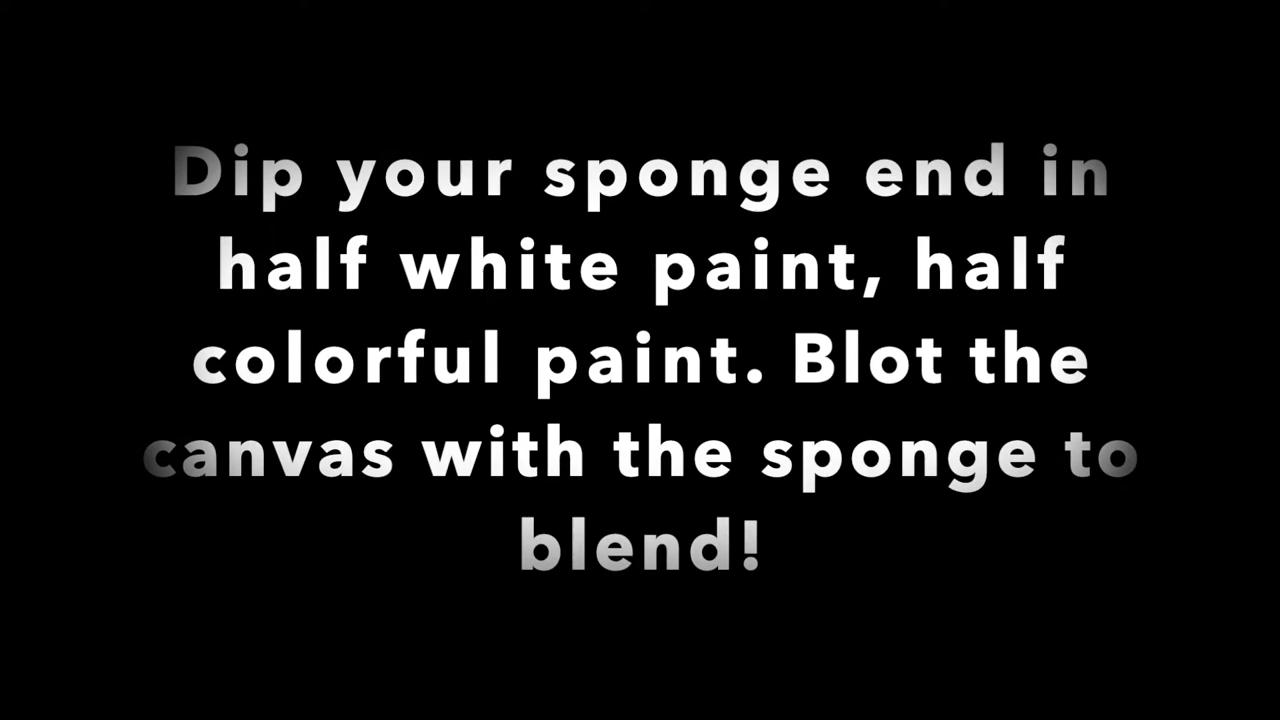 Dip your sponge end in
half white paint, half
colorful paint. Blot the
canvas with the sponge to
blend!